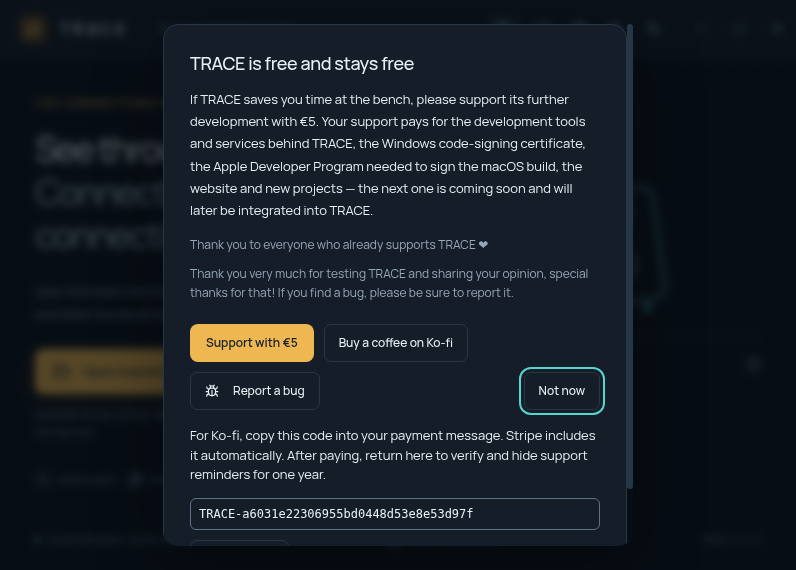 TRACE
TRACE is free and stays free
If TRACE saves you time at the bench, please support its further
development with €5. Your support pays for the development tools
and services behind TRACE, the Windows code-signing certificate,
the Apple Developer Program needed to sign the macOS build, the
website and new projects — the next one is coming soon and will
later be integrated into TRACE.
Thank you to everyone who already supports TRACE ❤
Thank you very much for testing TRACE and sharing your opinion, special
thanks for that! If you find a bug, please be sure to report it.
Support with €5
Buy a coffee on Ko-fi
Report a bug
Not now
For Ko-fi, copy this code into your payment message. Stripe includes
it automatically. After paying, return here to verify and hide support
reminders for one year.
TRACE-a6031e22306955bd0448d53e8e53d97f